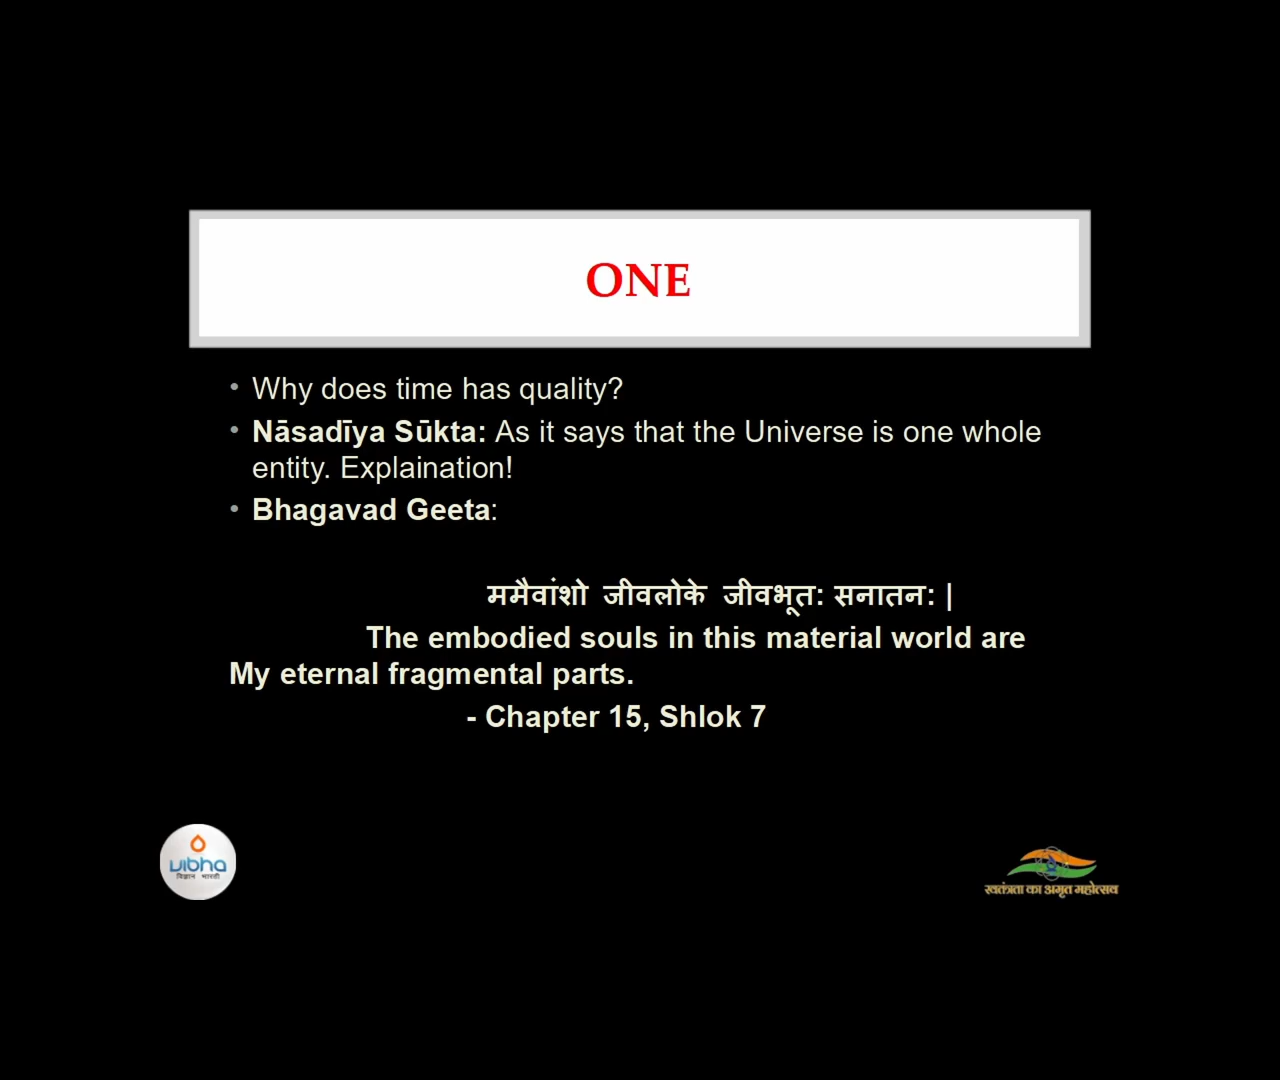 ONE
• Why does time has quality?
• Nāsadīya Sūkta: As it says that the Universe is one whole
entity. Explaination!
• Bhagavad Geeta:
ममैवांशो जीवलोके जीवभूत: सनातन: |
The embodied souls in this material world are
My eternal fragmental parts.
- Chapter 15, Shlok 7
vibha
विज्ञान भारती
स्वतंत्रता का अमृत महोत्सव